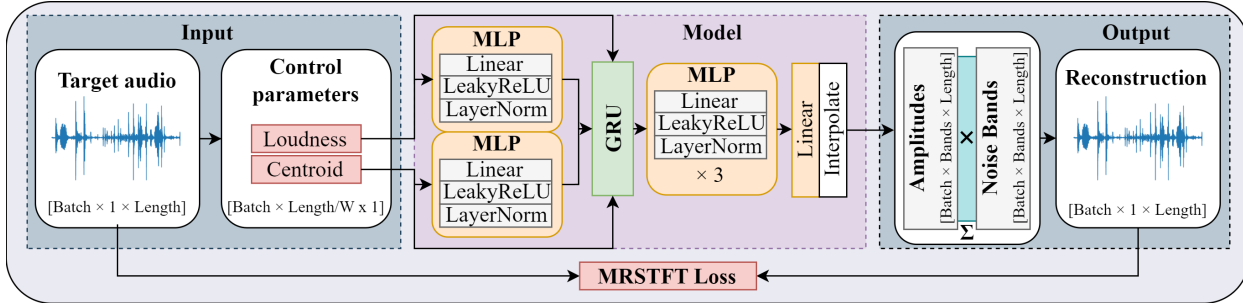 Input
Target audio
[Batch × 1 × Length]
Control
parameters
Loudness
Centroid
[Batch × Length/W x 1]
Model
MLP
Linear
LeakyReLU
LayerNorm
MLP
Linear
LeakyReLU
LayerNorm
GRU
MLP
Linear
LeakyReLU
LayerNorm
× 3
Linear
Interpolate
Output
Amplitudes
[Batch × Bands × Length]
×
Noise Bands
[Batch × Bands × Length]
Σ
Reconstruction
[Batch × 1 × Length]
MRSTFT Loss